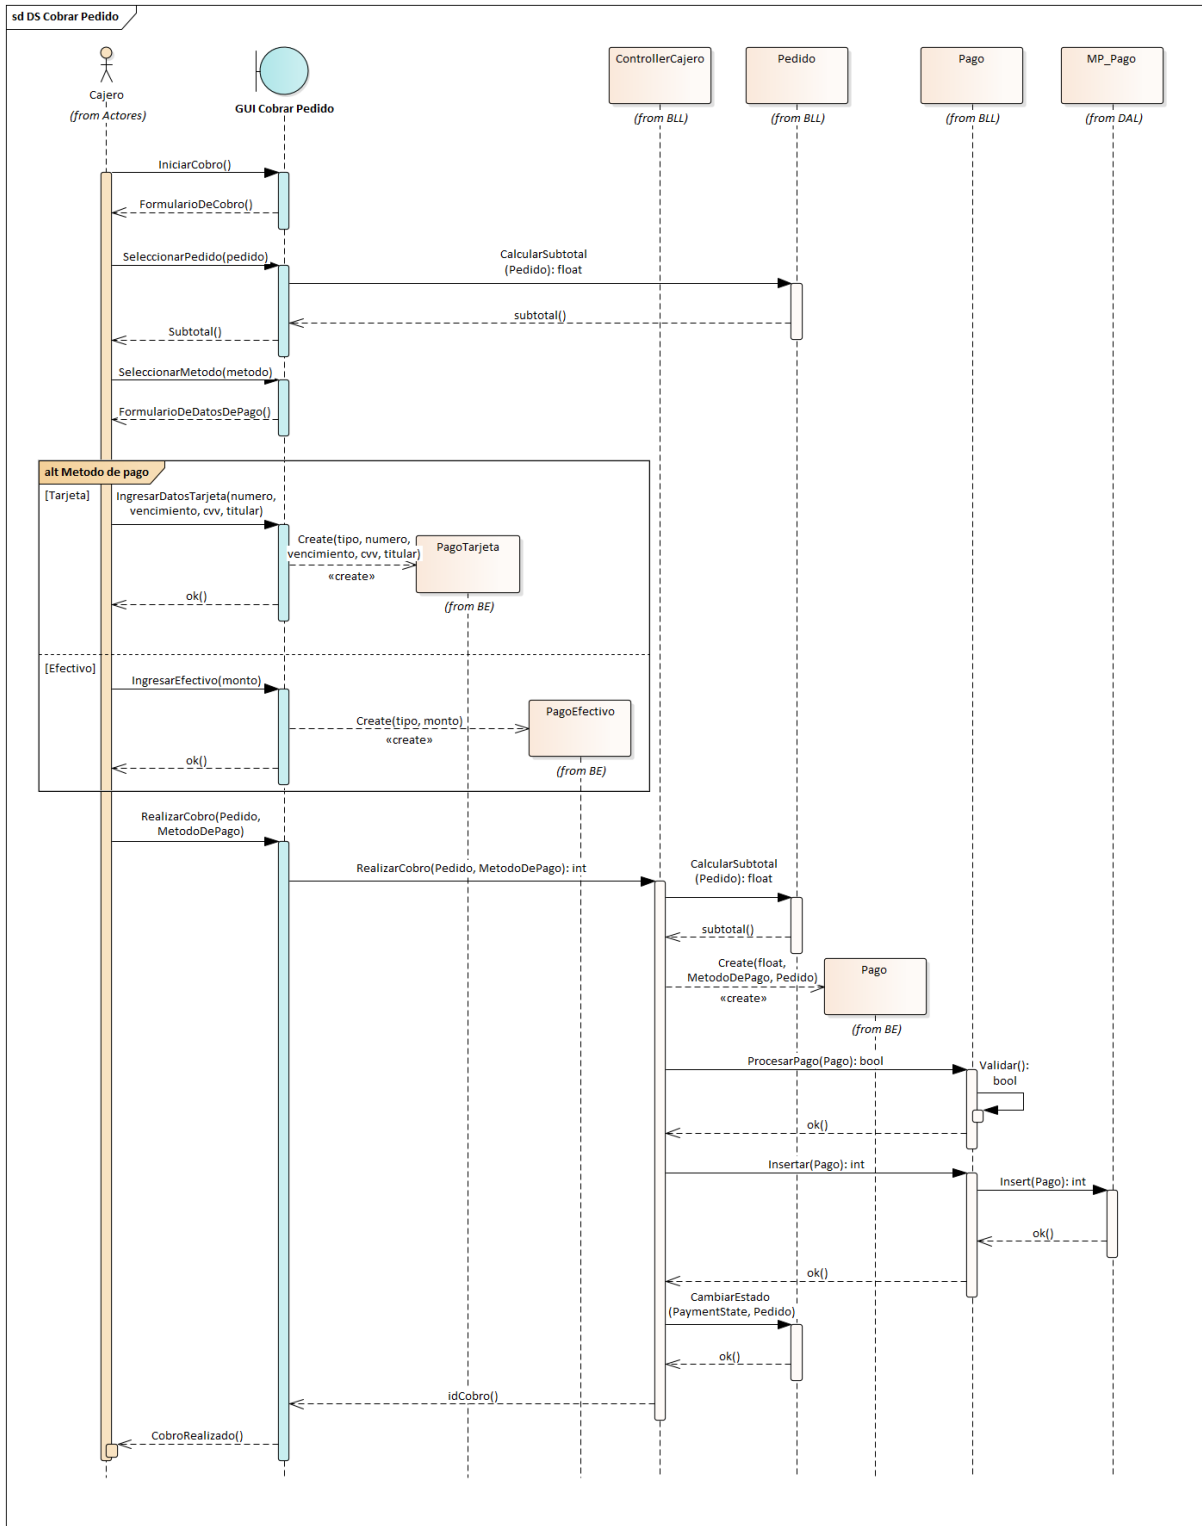 sd DS Cobrar Pedido
Cajero
(from Actores)
GUI Cobrar Pedido
ControllerCajero
(from BLL)
Pedido
(from BLL)
Pago
(from BLL)
MP_Pago
(from DAL)
IniciarCobro()
FormularioDeCobro()
SeleccionarPedido(pedido)
CalcularSubtotal
(Pedido): float
subtotal()
Subtotal()
SeleccionarMetodo(metodo)
FormularioDeDatosDePago()
alt Metodo de pago
[Tarjeta]
IngresarDatosTarjeta(numero,
vencimiento, cvv, titular)
Create(tipo, numero,
vencimiento, cvv, titular)
«create»
PagoTarjeta
(from BE)
ok()
[Efectivo]
IngresarEfectivo(monto)
Create(tipo, monto)
«create»
PagoEfectivo
(from BE)
ok()
RealizarCobro(Pedido,
MetodoDePago)
RealizarCobro(Pedido, MetodoDePago): int
CalcularSubtotal
(Pedido): float
subtotal()
Create(float,
MetodoDePago, Pedido)
«create»
Pago
(from BE)
ProcesarPago(Pago): bool
Validar():
bool
ok()
Insertar(Pago): int
Insert(Pago): int
ok()
ok()
CambiarEstado
(PaymentState, Pedido)
ok()
idCobro()
CobroRealizado()